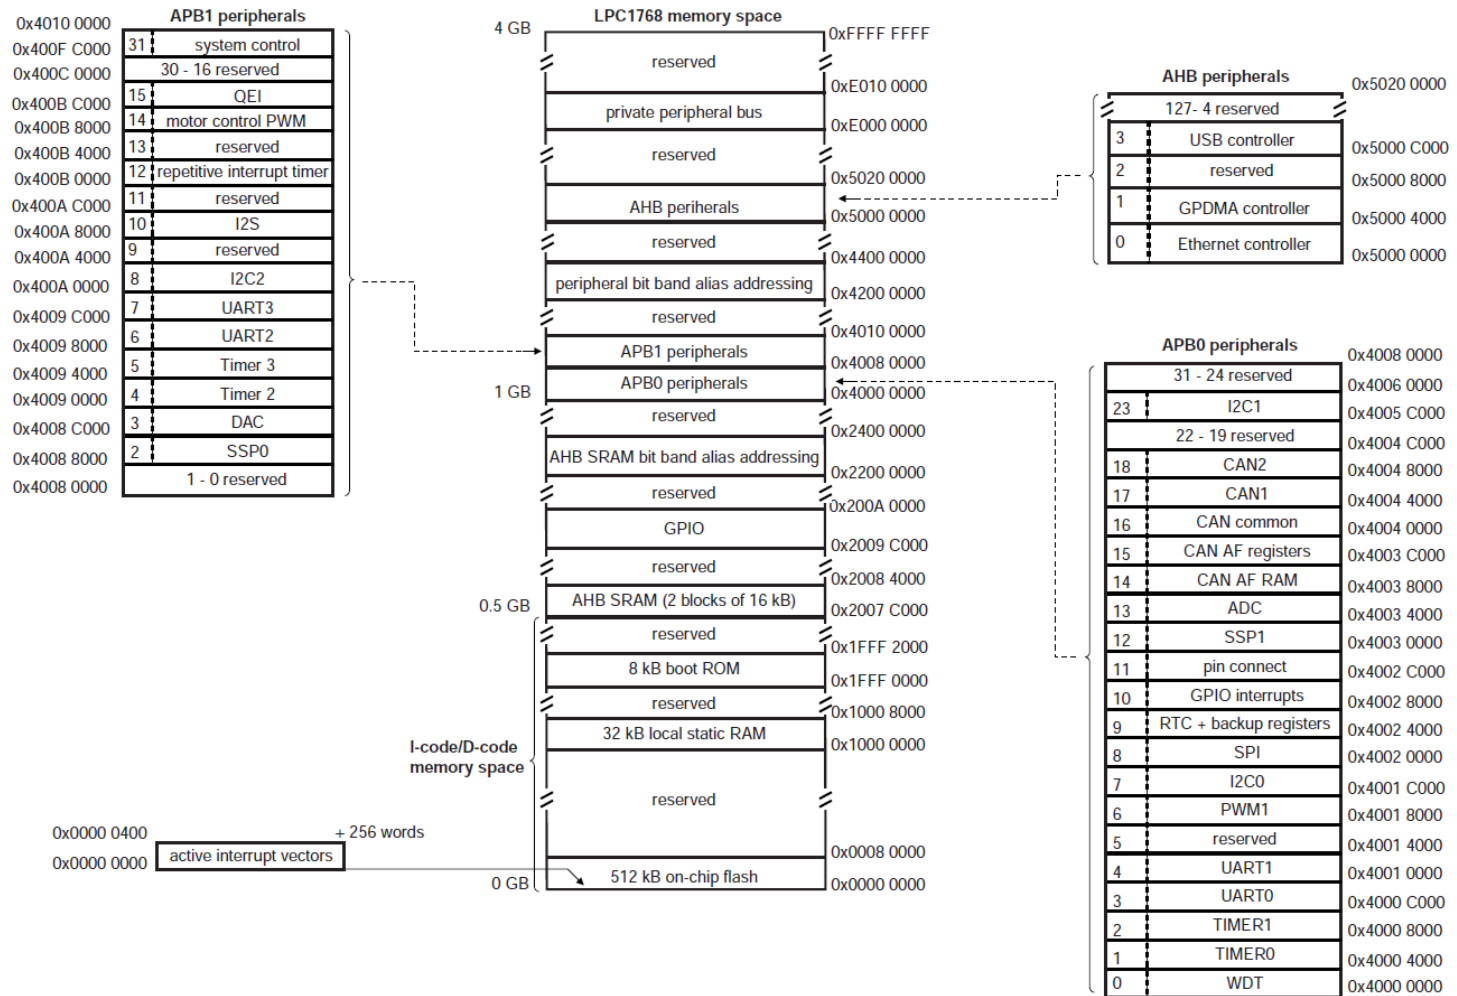 APB1 peripherals
0x4010 0000
0x400F C000
31 system control
0x400C 0000
30 - 16 reserved
0x400B C000
15 QEI
0x400B 8000
14 motor control PWM
0x400B 4000
13 reserved
0x400B 0000
12 repetitive interrupt timer
0x400A C000
11 reserved
0x400A 8000
10 I2S
0x400A 4000
9 reserved
0x400A 0000
8 I2C2
0x4009 C000
7 UART3
0x4009 8000
6 UART2
0x4009 4000
5 Timer 3
0x4009 0000
4 Timer 2
0x4008 C000
3 DAC
0x4008 8000
2 SSP0
0x4008 0000
1 - 0 reserved
LPC1768 memory space
4 GB
0xFFFF FFFF
reserved
0xE010 0000
private peripheral bus
0xE000 0000
reserved
0x5020 0000
AHB periherals
0x5000 0000
reserved
0x4400 0000
peripheral bit band alias addressing
0x4200 0000
reserved
0x4010 0000
APB1 peripherals
0x4008 0000
APB0 peripherals
1 GB
0x4000 0000
reserved
0x2400 0000
AHB SRAM bit band alias addressing
0x2200 0000
reserved
0x200A 0000
GPIO
0x2009 C000
reserved
0x2008 4000
AHB SRAM (2 blocks of 16 kB)
0.5 GB
0x2007 C000
reserved
0x1FFF 2000
8 kB boot ROM
0x1FFF 0000
reserved
0x1000 8000
32 kB local static RAM
0x1000 0000
I-code/D-code
memory space
reserved
0x0008 0000
512 kB on-chip flash
0 GB
0x0000 0000
0x0000 0400
+ 256 words
active interrupt vectors
0x0000 0000
AHB peripherals
0x5020 0000
127- 4 reserved
3 USB controller
0x5000 C000
2 reserved
0x5000 8000
1 GPDMA controller
0x5000 4000
0 Ethernet controller
0x5000 0000
APB0 peripherals
0x4008 0000
31 - 24 reserved
0x4006 0000
23 I2C1
0x4005 C000
22 - 19 reserved
0x4004 C000
18 CAN2
0x4004 8000
17 CAN1
0x4004 4000
16 CAN common
0x4004 0000
15 CAN AF registers
0x4003 C000
14 CAN AF RAM
0x4003 8000
13 ADC
0x4003 4000
12 SSP1
0x4003 0000
11 pin connect
0x4002 C000
10 GPIO interrupts
0x4002 8000
9 RTC + backup registers
0x4002 4000
8 SPI
0x4002 0000
7 I2C0
0x4001 C000
6 PWM1
0x4001 8000
5 reserved
0x4001 4000
4 UART1
0x4001 0000
3 UART0
0x4000 C000
2 TIMER1
0x4000 8000
1 TIMER0
0x4000 4000
0 WDT
0x4000 0000